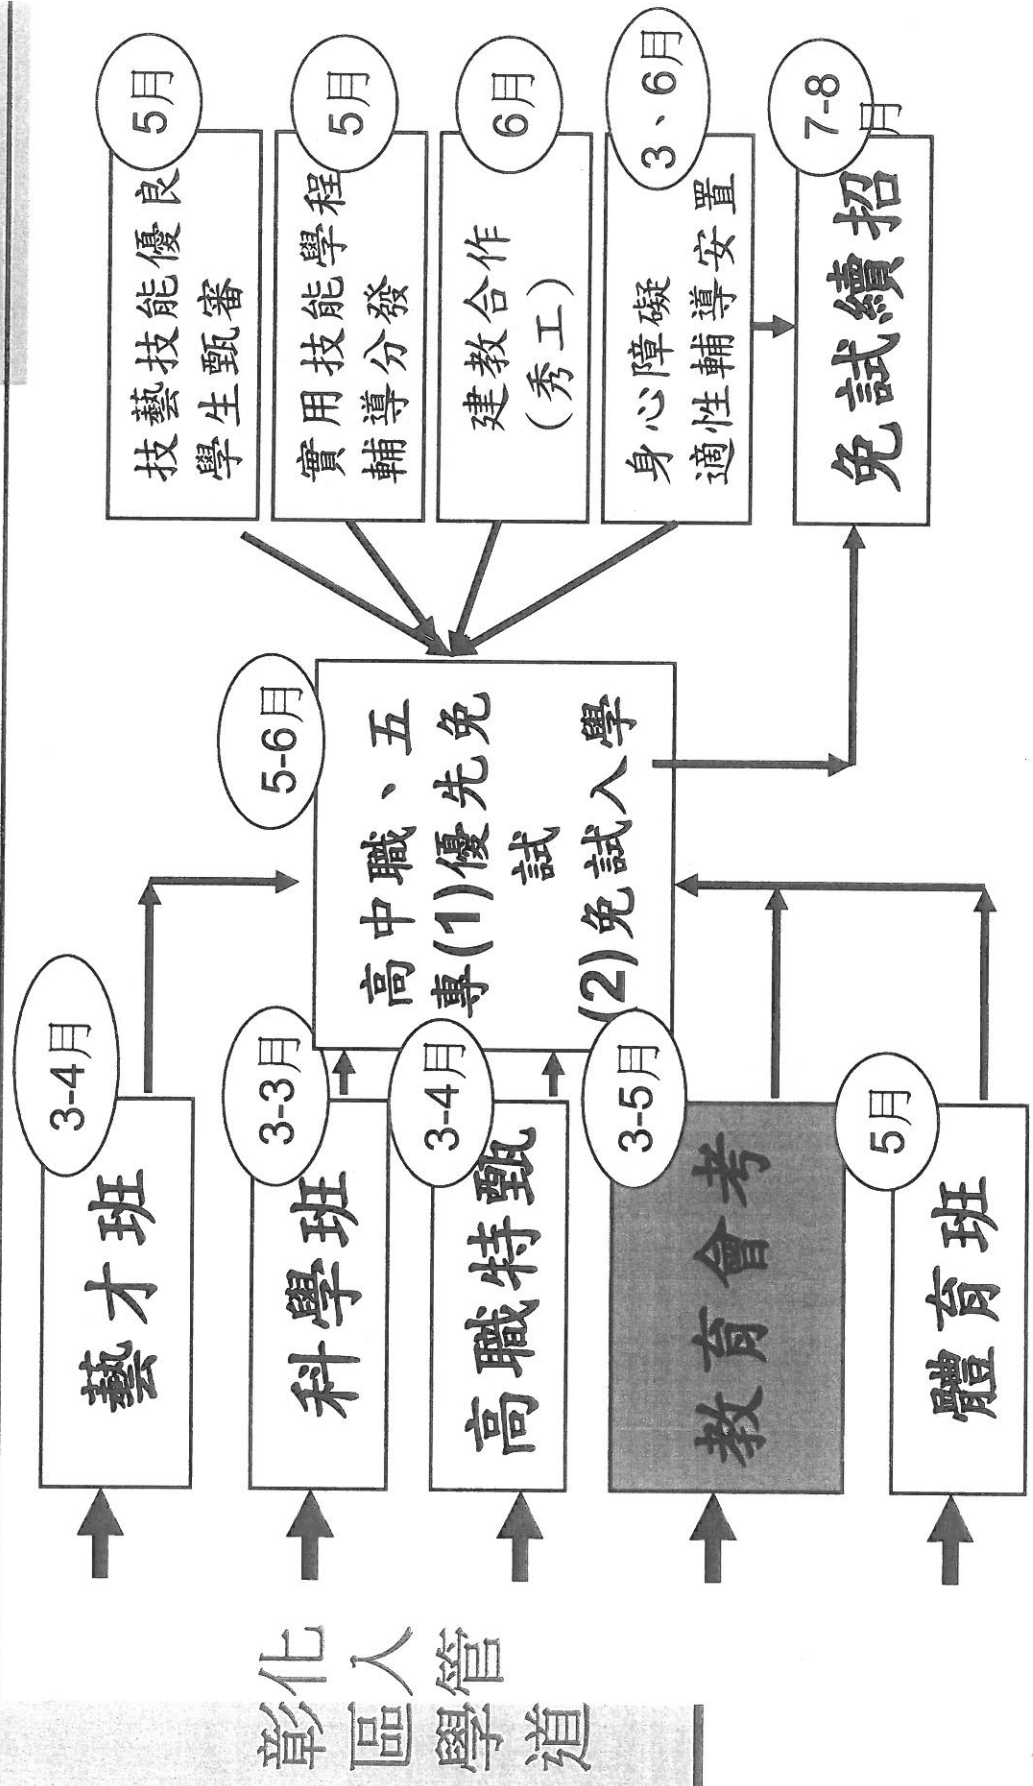 彰化
區入
學管
道
藝才班
3-4月
科學班
3-3月
高職特甄
3-4月
教育會考
3-5月
體育班
5月
5-6月
高中職、五
專(1)優先免
試
(2)免試入學
技藝技能優良
學生甄審
5月
實用技能學程
輔導分發
5月
建教合作
(秀工)
6月
身心障礙
適性輔導安置
3、6月
免試續招
7-8
月